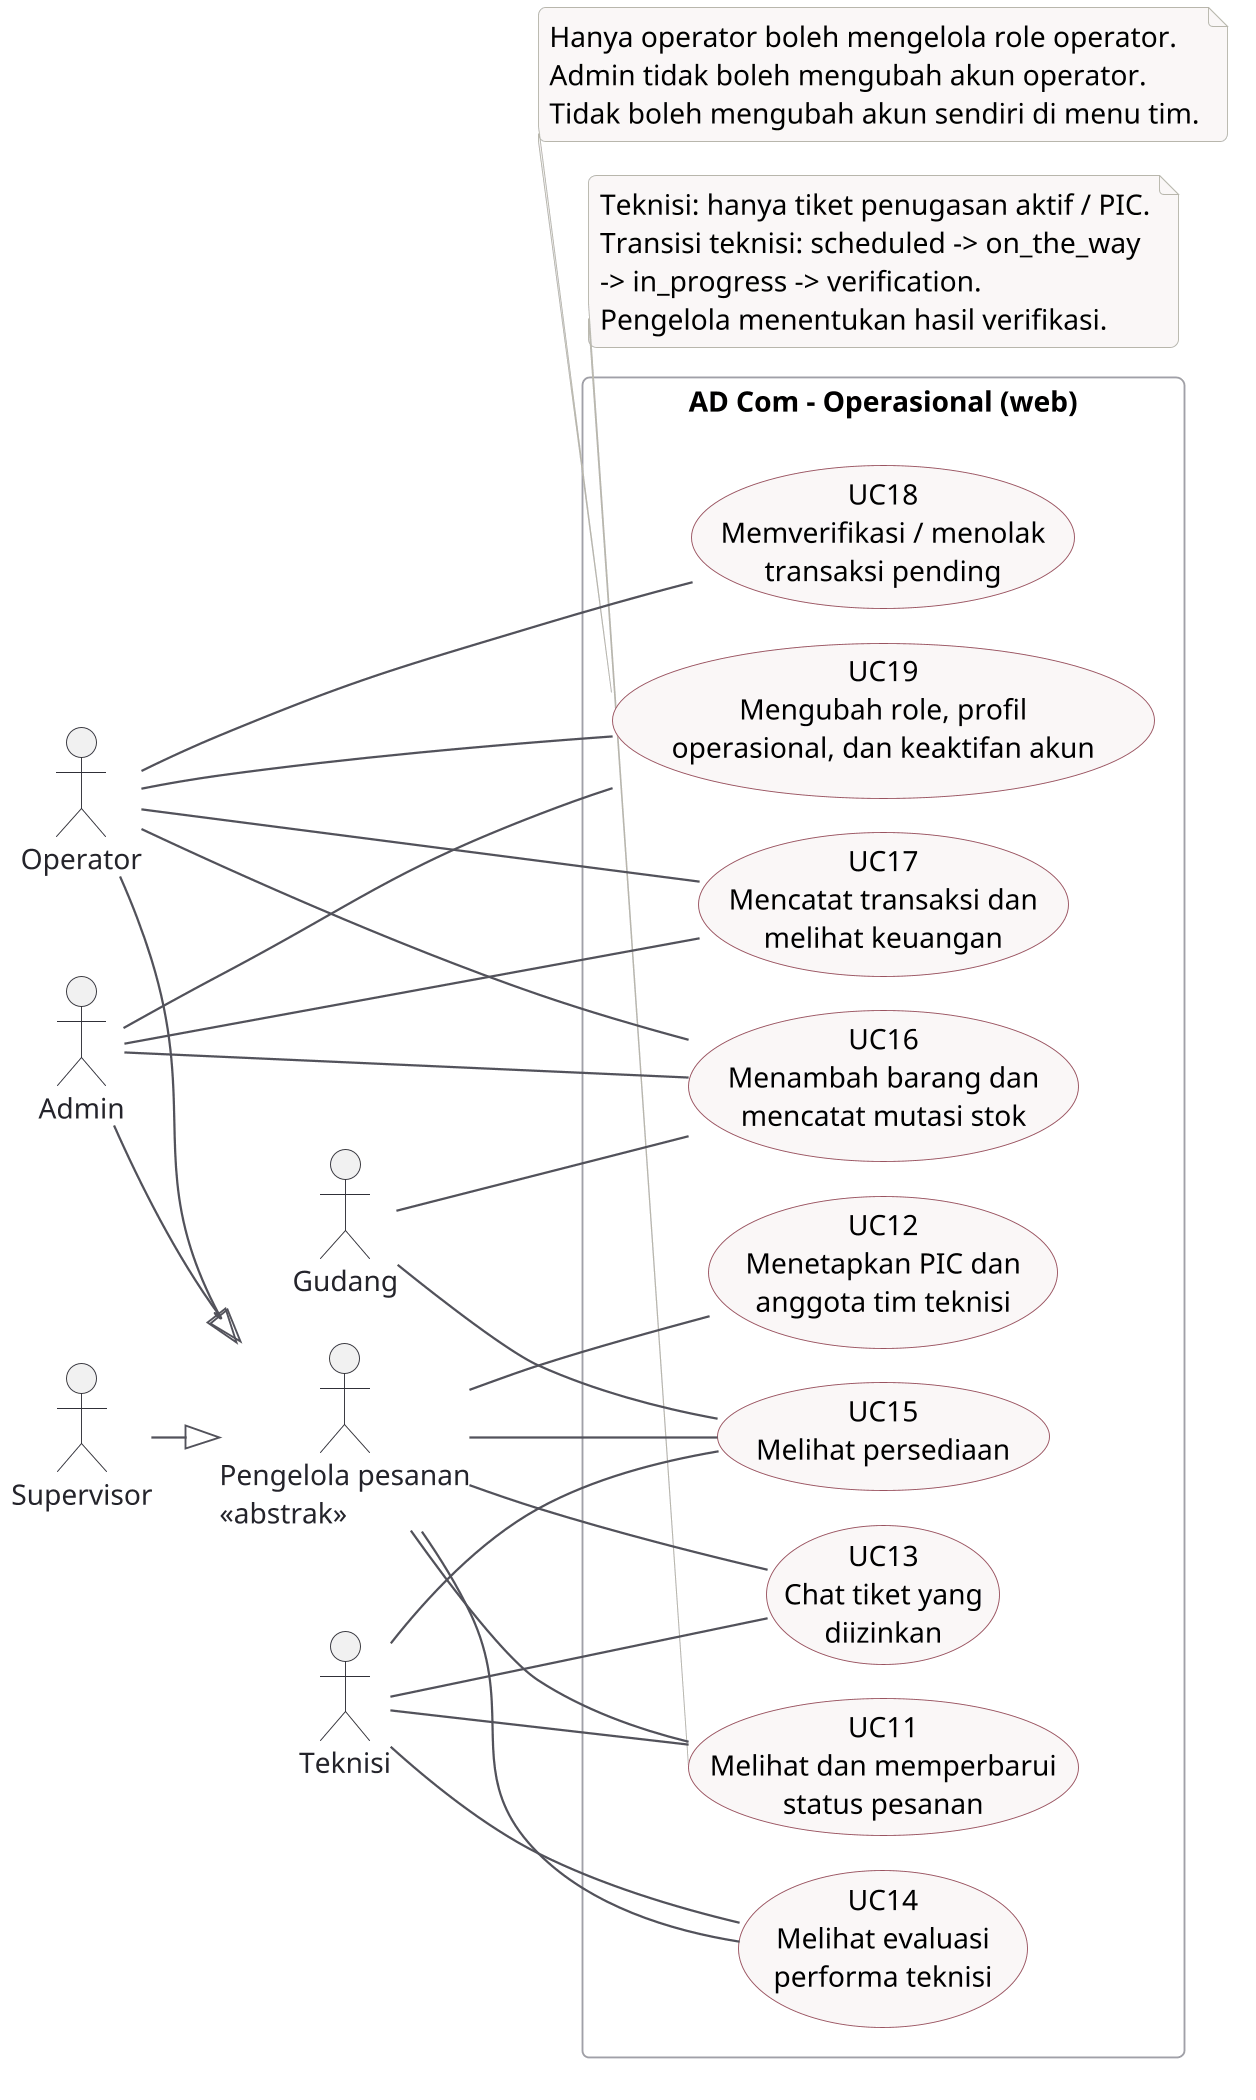 Hanya operator boleh mengelola role operator.
Admin tidak boleh mengubah akun operator.
Tidak boleh mengubah akun sendiri di menu tim.
Teknisi: hanya tiket penugasan aktif / PIC.
Transisi teknisi: scheduled -> on_the_way
-> in_progress -> verification.
Pengelola menentukan hasil verifikasi.
AD Com - Operasional (web)
UC18
Memverifikasi / menolak
transaksi pending
UC19
Mengubah role, profil
operasional, dan keaktifan akun
Operator
UC17
Mencatat transaksi dan
melihat keuangan
UC16
Menambah barang dan
mencatat mutasi stok
Admin
UC12
Menetapkan PIC dan
anggota tim teknisi
Gudang
UC15
Melihat persediaan
Supervisor
Pengelola pesanan
«abstrak»
UC13
Chat tiket yang
diizinkan
Teknisi
UC11
Melihat dan memperbarui
status pesanan
UC14
Melihat evaluasi
performa teknisi